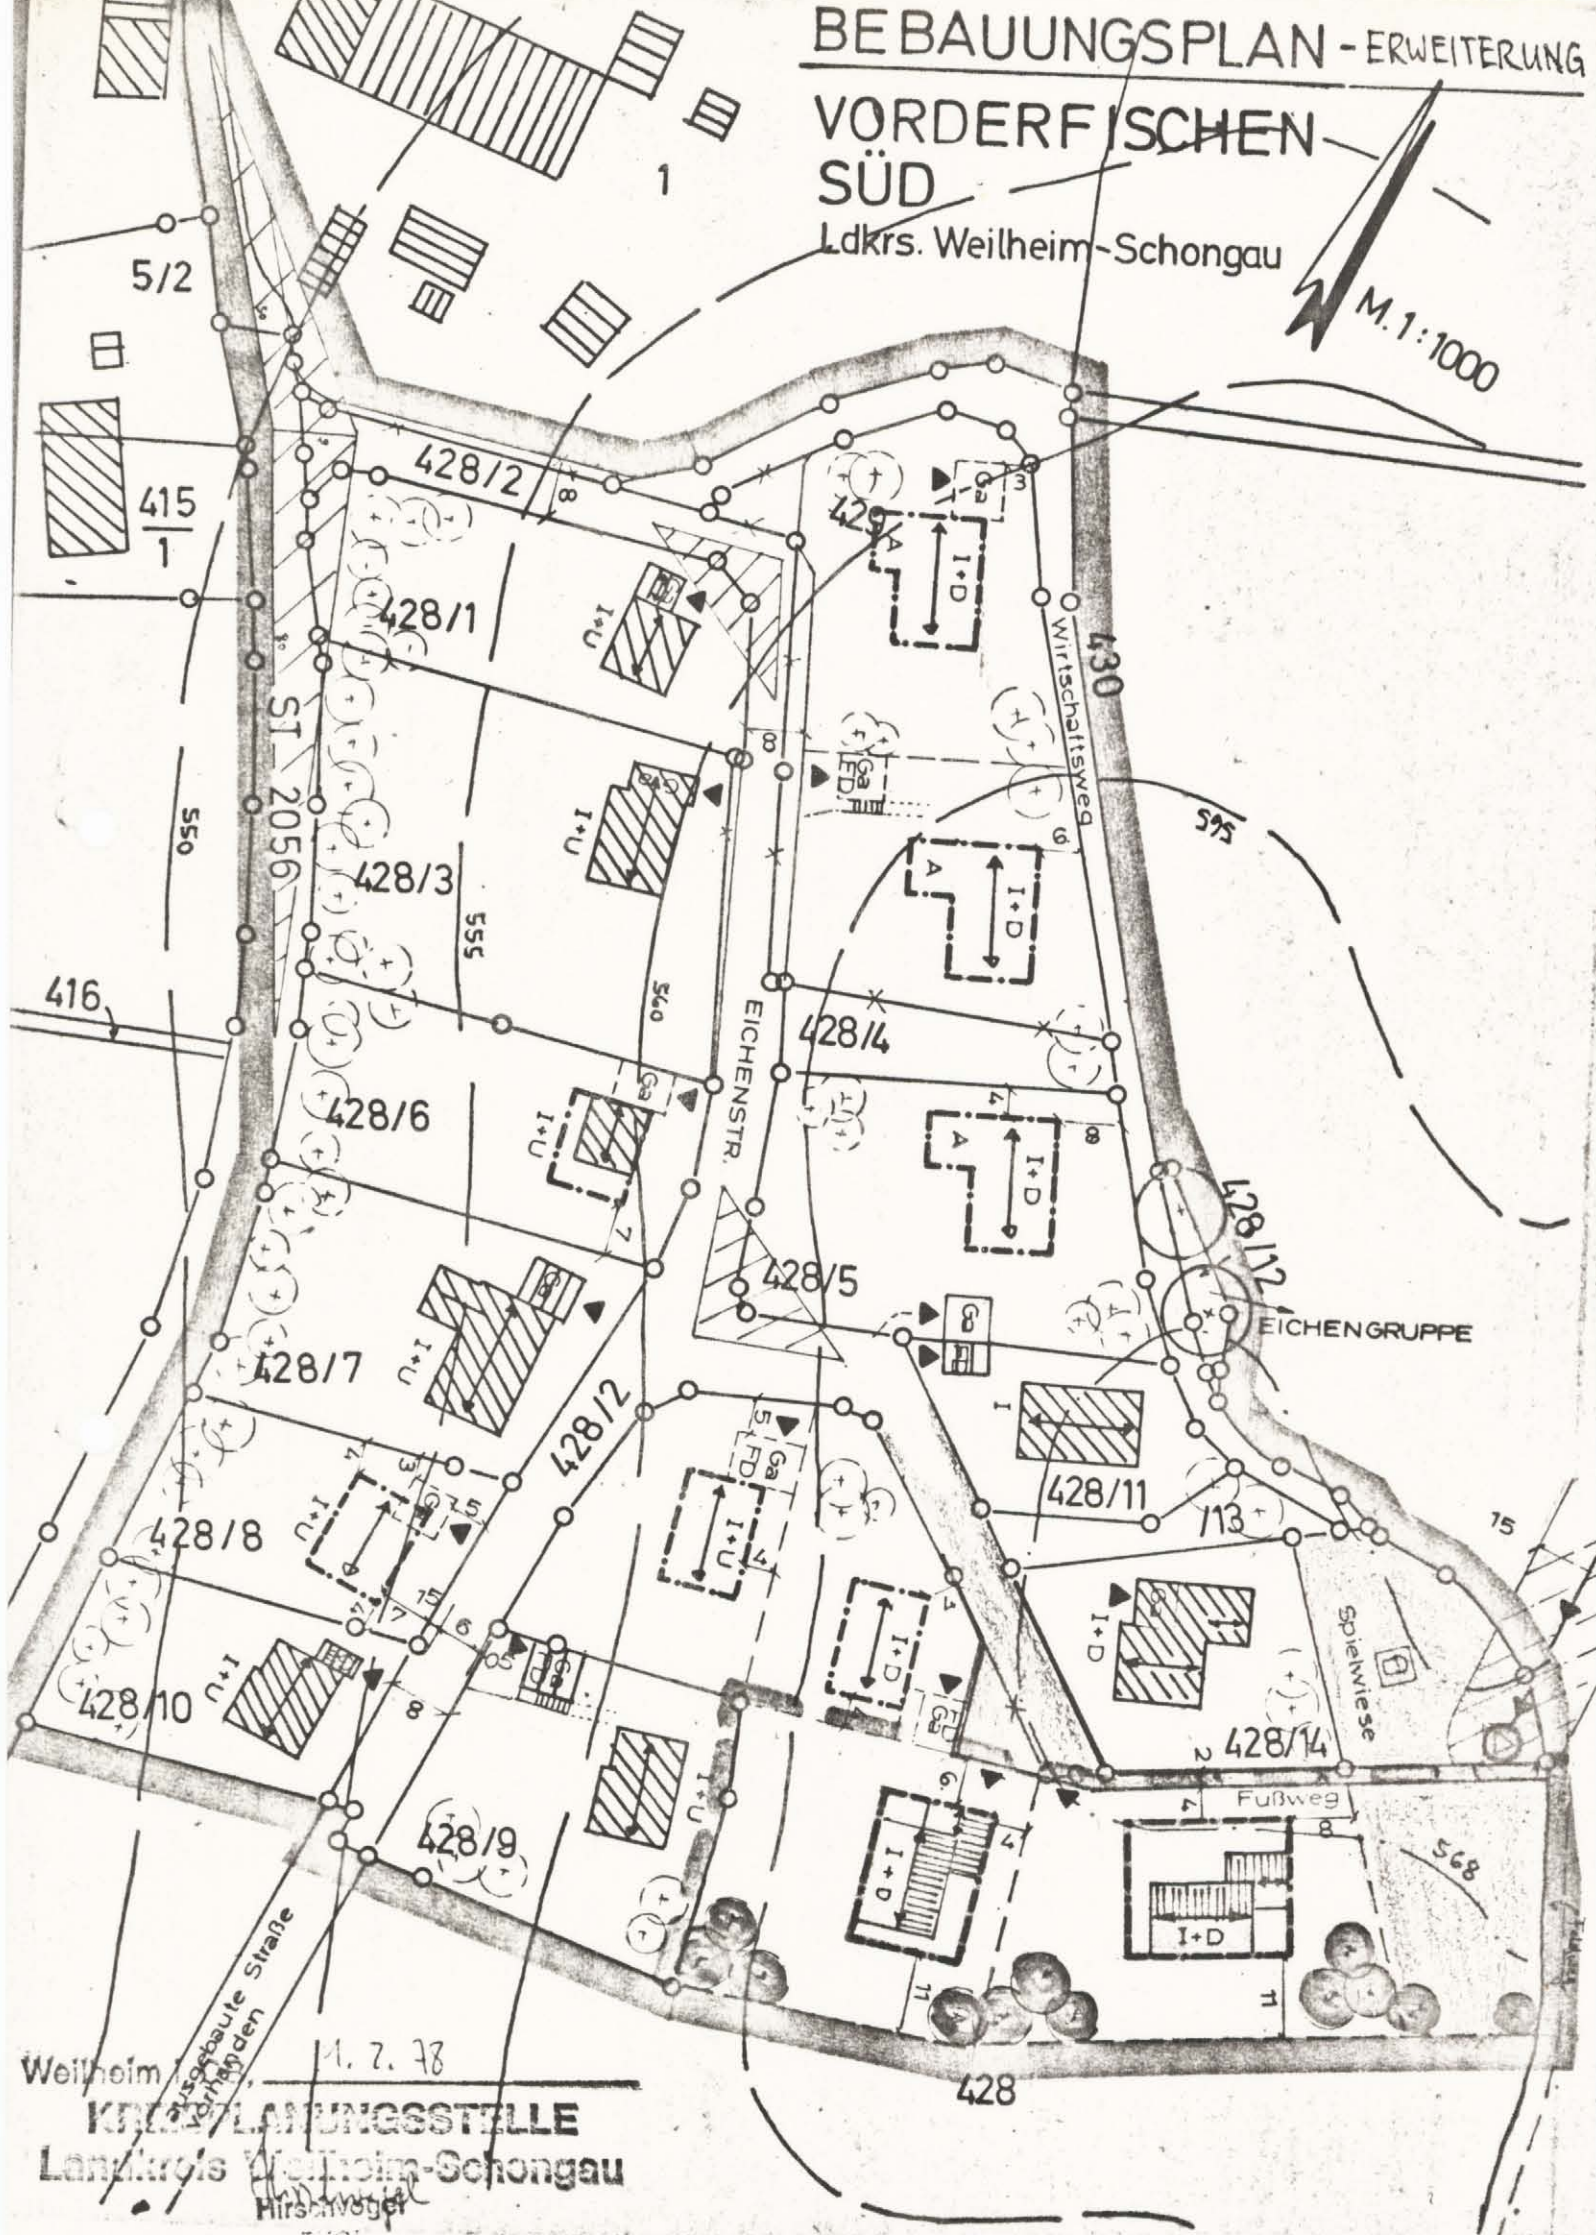 BEBAUUNGSPLAN - ERWEITERUNG
VORDERFISCHEN
SÜD
Ldkrs. Weilheim-Schongau
M. 1:1000
1
5/2
428/2
8
415
1
429
Ga
3
A
I+D
428/1
I+U
Wirtschaftsweg
430
ST 2056
8
Ga
FD
550
565
6
428/3
I+U
A
I+D
555
560
416
EICHENSTR.
428/4
4
8
428/6
Ga
I+U
7
A
I+D
428/12
428/5
Ga
Ga
EICHENGRUPPE
428/7
I+U
I
428/2
5
Ga
FD
4
3
5
428/11
/13
15
428/8
I+U
I+U
4
4
I+D
I+D
Spielwiese
15
7
6
05
Ga
FD
428/10
I+U
8
FD
Ga
428/14
2
Fußweg
4
8
6
4
I+U
428/9
I+D
568
I+D
11
11
ausgebaute Straße
vorhanden
428
Weilheim i. , 1. 2. 78
KREISPLANUNGSSTELLE
Landkreis Weilheim-Schongau
Hirschvogel